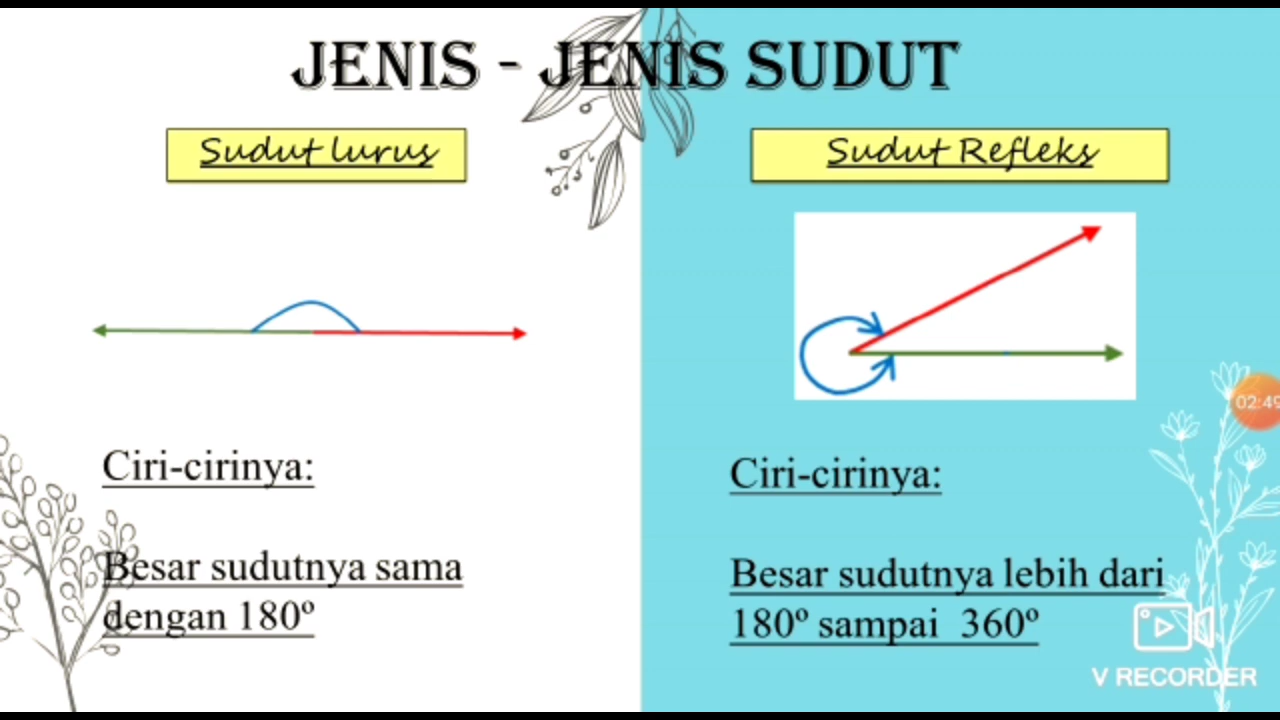 JENIS - JENIS SUDUT
Sudut lurus
Ciri-cirinya:
Besar sudutnya sama
dengan 180º
Sudut Refleks
Ciri-cirinya:
Besar sudutnya lebih dari
180º sampai 360º
02:49
V RECORDER